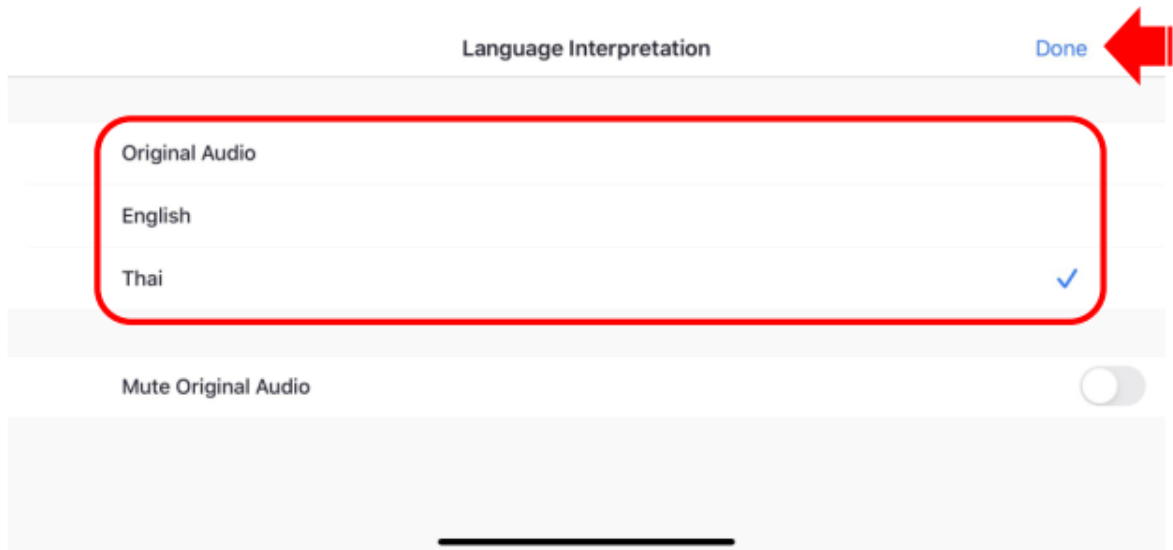 Language Interpretation Done
Original Audio
English
Thai
Mute Original Audio